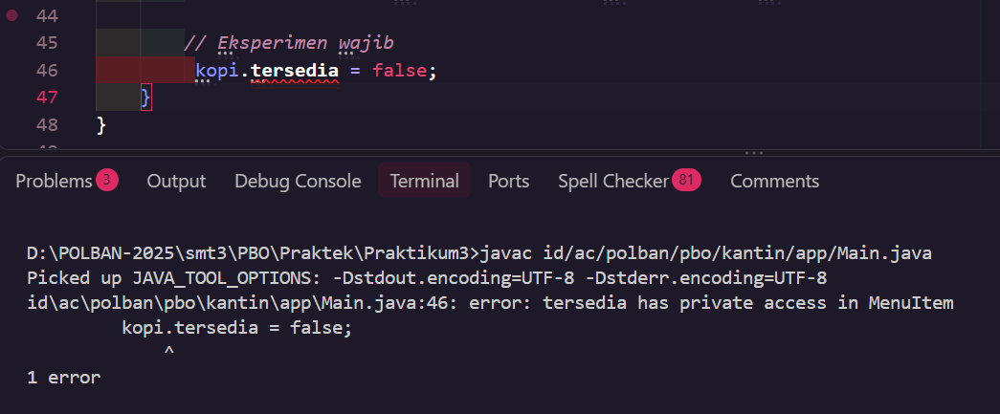 44
45 // Eksperimen wajib
46 kopi.tersedia = false;
47 }
48 }
Problems 3 Output Debug Console Terminal Ports Spell Checker 81 Comments
D:\POLBAN-2025\smt3\PBO\Praktek\Praktikum3>javac id/ac/polban/pbo/kantin/app/Main.java
Picked up JAVA_TOOL_OPTIONS: -Dstdout.encoding=UTF-8 -Dstderr.encoding=UTF-8
id\ac\polban\pbo\kantin\app\Main.java:46: error: tersedia has private access in MenuItem
kopi.tersedia = false;
^
1 error